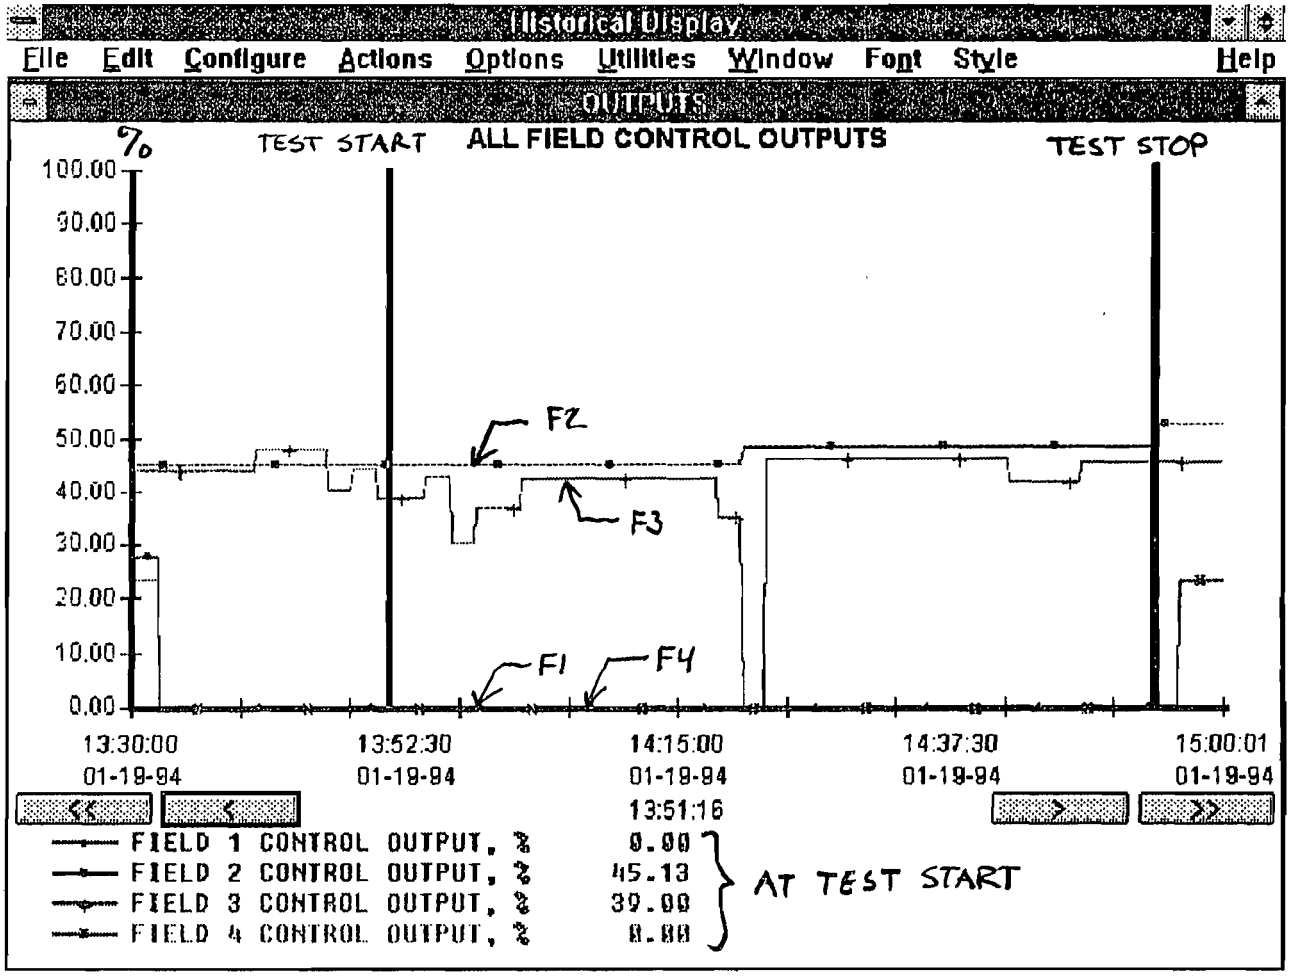 Historical Display
File Edit Configure Actions Options Utilities Window Font Style Help
OUTPUTS
% TEST START ALL FIELD CONTROL OUTPUTS TEST STOP
100.00
90.00
80.00
70.00
60.00
50.00
F2
40.00
F3
30.00
20.00
10.00
F1 F4
0.00
13:30:00 13:52:30 14:15:00 14:37:30 15:00:01
01-19-94 01-19-94 01-19-94 01-19-94 01-19-94
<< < 13:51:16 > >>
FIELD 1 CONTROL OUTPUT, % 0.00
FIELD 2 CONTROL OUTPUT, % 45.13
AT TEST START
FIELD 3 CONTROL OUTPUT, % 39.00
FIELD 4 CONTROL OUTPUT, % 0.00